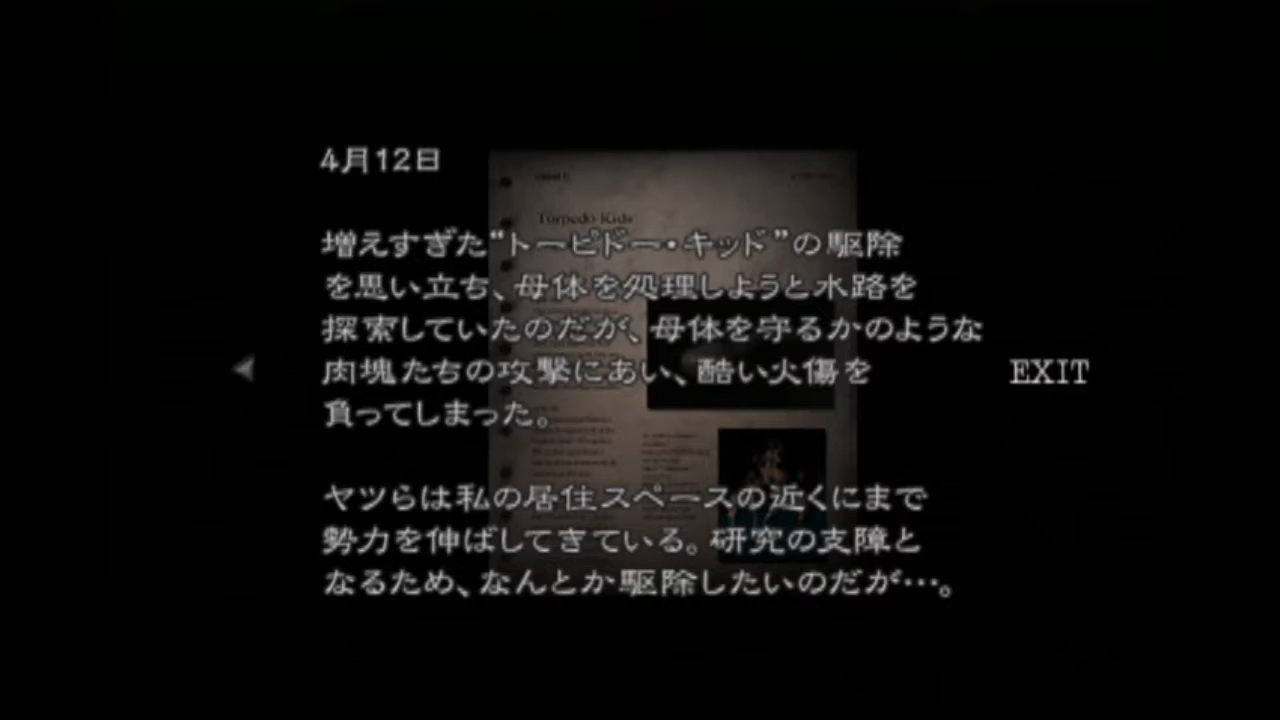 4月12日
増えすぎた“トーピドー・キッド”の駆除
を思い立ち、母体を処理しようと水路を
探索していたのだが、母体を守るかのような
肉塊たちの攻撃にあい、酷い火傷を
負ってしまった。
ヤツらは私の居住スペースの近くにまで
勢力を伸ばしてきている。研究の支障と
なるため、なんとか駆除したいのだが…。
EXIT
Torpedo Kids